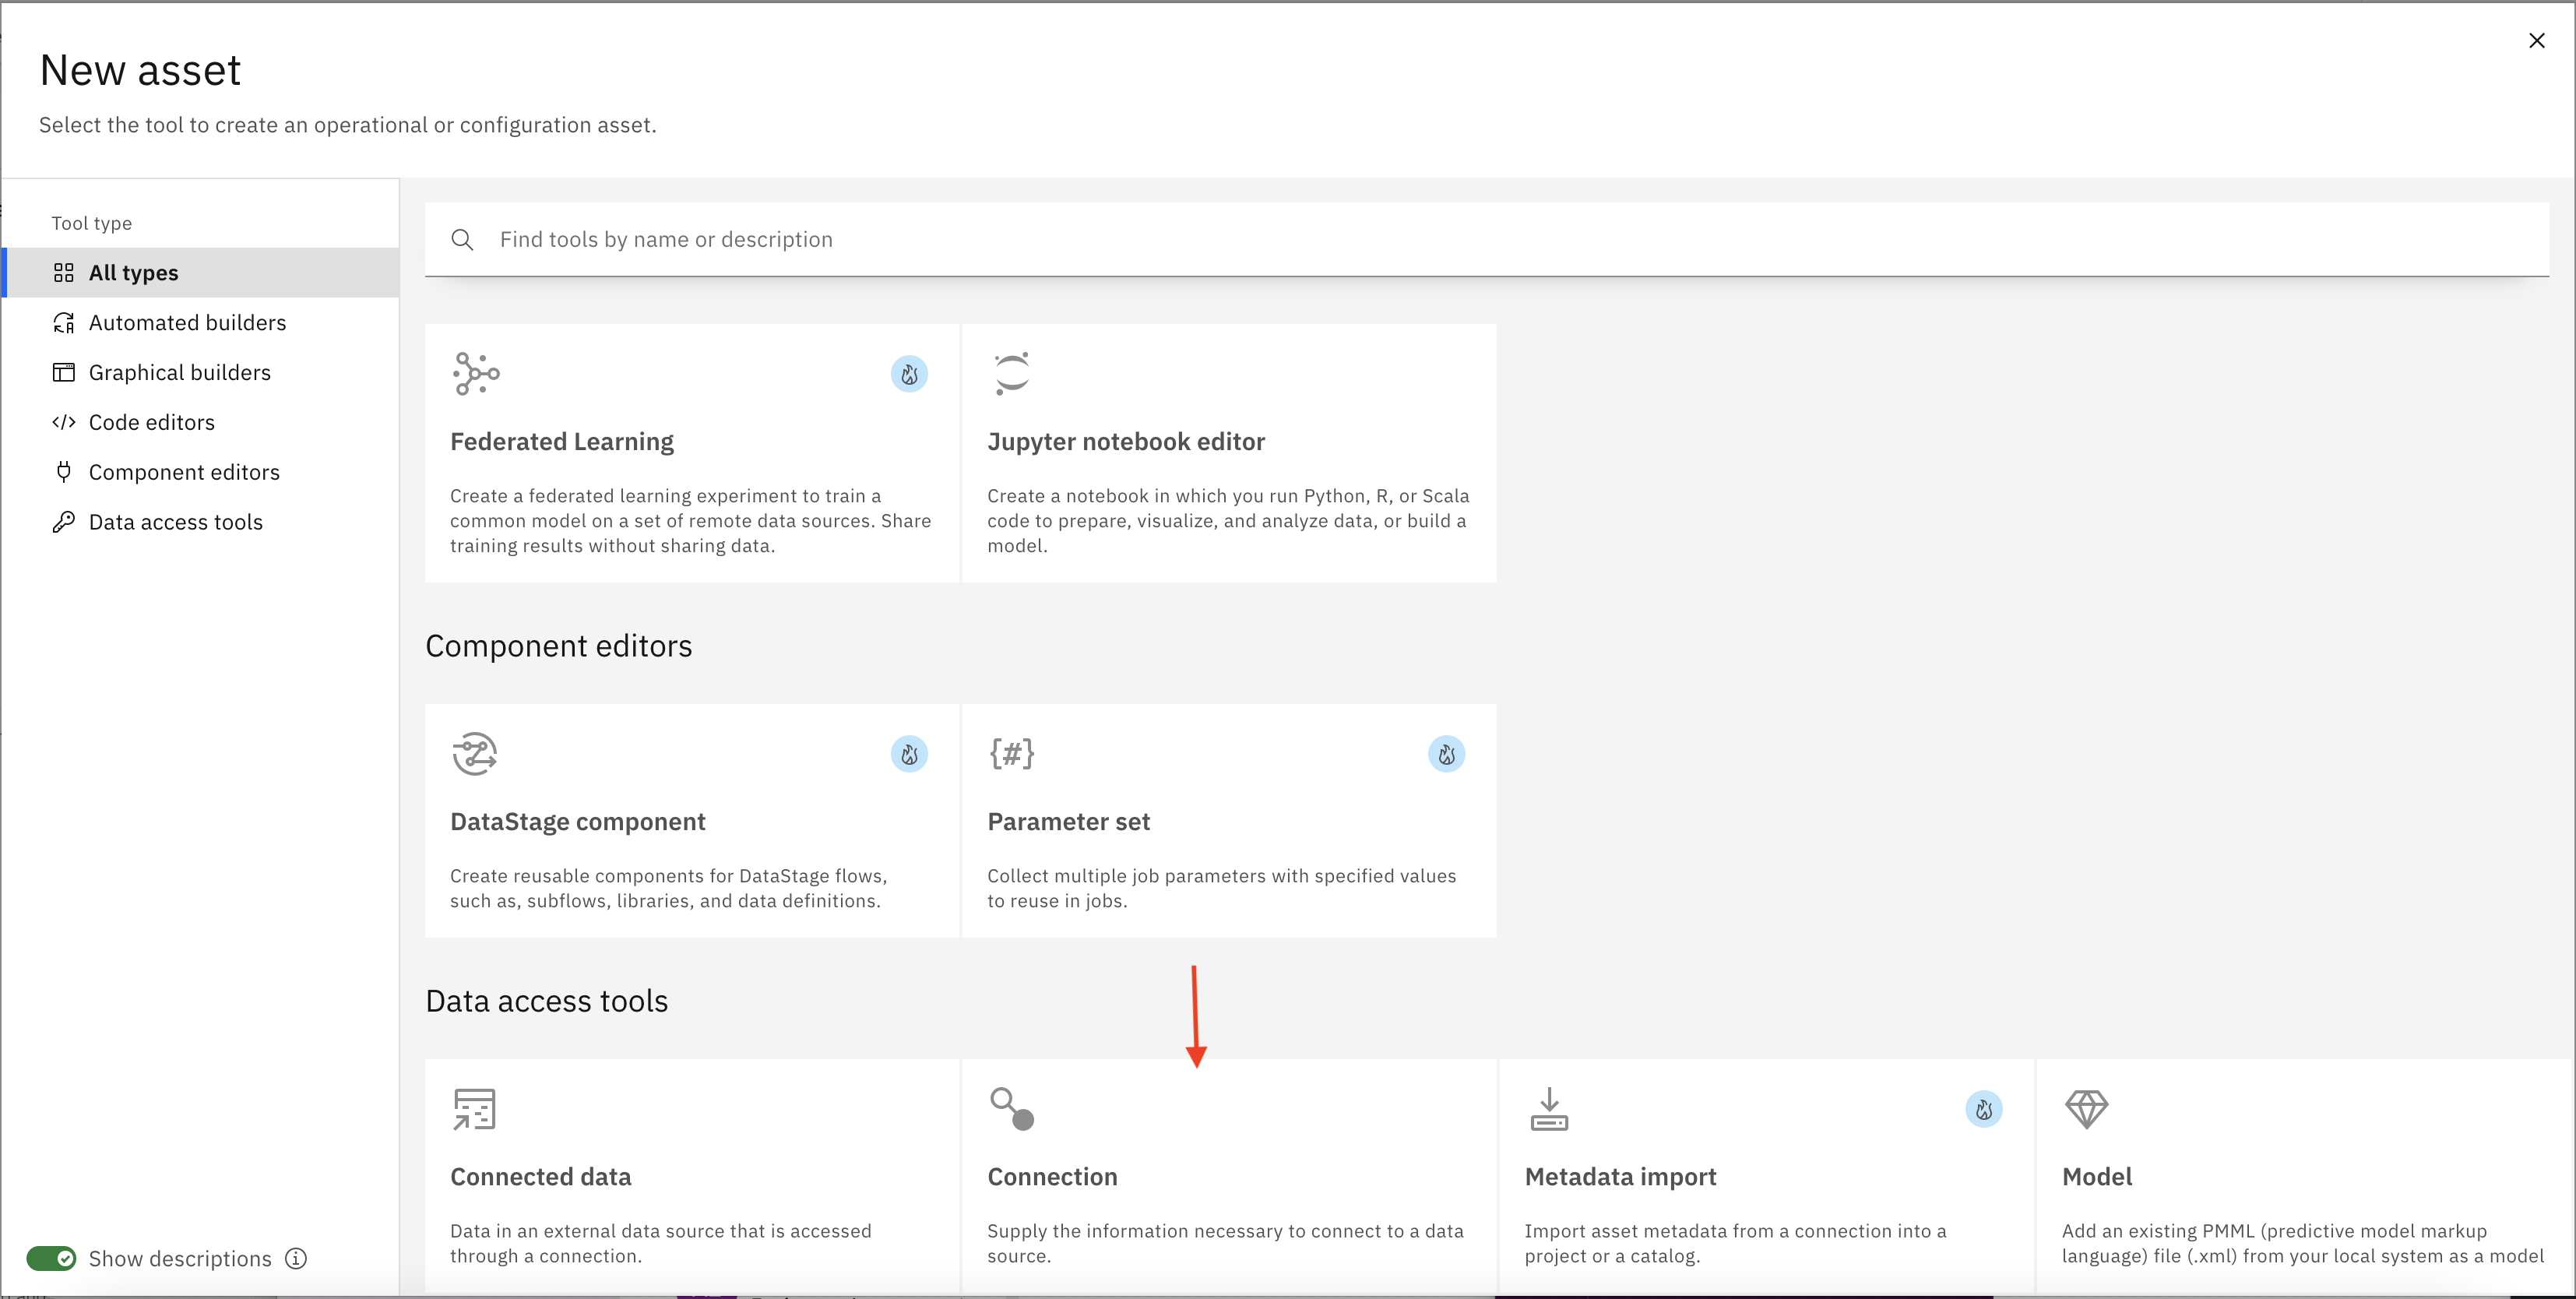 New asset
Select the tool to create an operational or configuration asset.
Tool type
All types
Automated builders
Graphical builders
Code editors
Component editors
Data access tools
Show descriptions
Find tools by name or description
Federated Learning
Create a federated learning experiment to train a
common model on a set of remote data sources. Share
training results without sharing data.
Jupyter notebook editor
Create a notebook in which you run Python, R, or Scala
code to prepare, visualize, and analyze data, or build a
model.
Component editors
{#}
DataStage component
Create reusable components for DataStage flows,
such as, subflows, libraries, and data definitions.
Parameter set
Collect multiple job parameters with specified values
to reuse in jobs.
Data access tools
Connected data
Data in an external data source that is accessed
through a connection.
Connection
Supply the information necessary to connect to a data
source.
Metadata import
Import asset metadata from a connection into a
project or a catalog.
Model
Add an existing PMML (predictive model markup
language) file (.xml) from your local system as a model